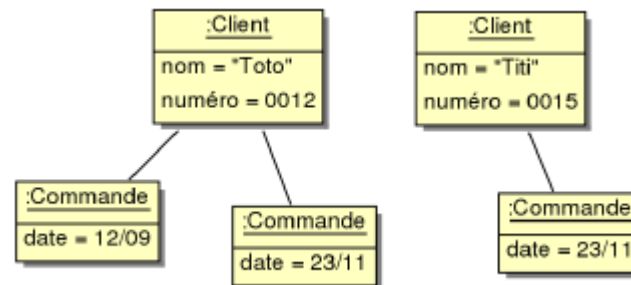 :Client
nom = "Toto"
numéro = 0012
:Client
nom = "Titi"
numéro = 0015
:Commande
date = 12/09
:Commande
date = 23/11
:Commande
date = 23/11